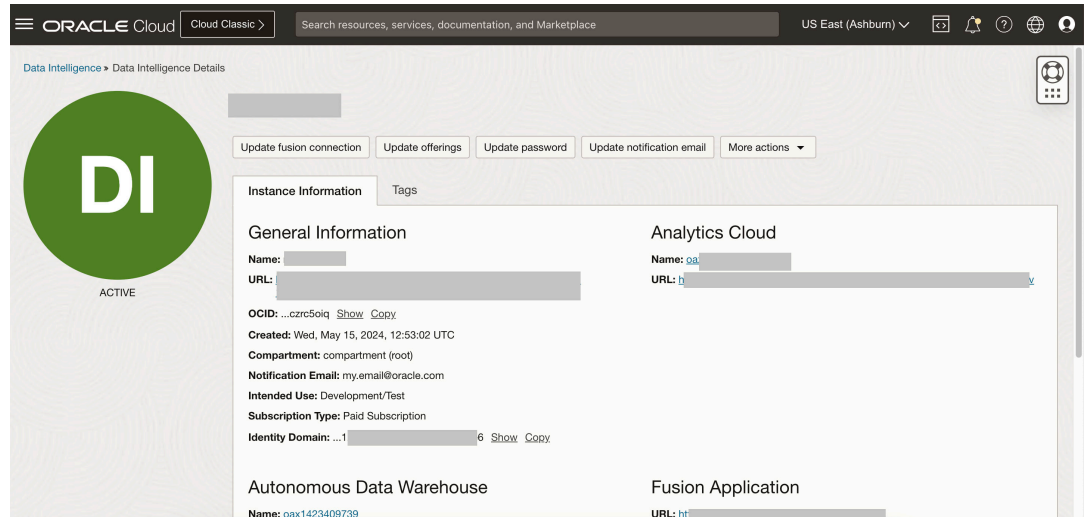 ORACLE Cloud
Cloud Classic >
Search resources, services, documentation, and Marketplace
US East (Ashburn)
Data Intelligence » Data Intelligence Details
DI
ACTIVE
Update fusion connection
Update offerings
Update password
Update notification email
More actions
Instance Information
Tags
General Information
Name:
URL:
OCID: ...czrc5oiq Show Copy
Created: Wed, May 15, 2024, 12:53:02 UTC
Compartment: compartment (root)
Notification Email: my.email@oracle.com
Intended Use: Development/Test
Subscription Type: Paid Subscription
Identity Domain: ...1 6 Show Copy
Analytics Cloud
Name: oa
URL: h v
Autonomous Data Warehouse
Name: oax1423409739
Fusion Application
URL: ht